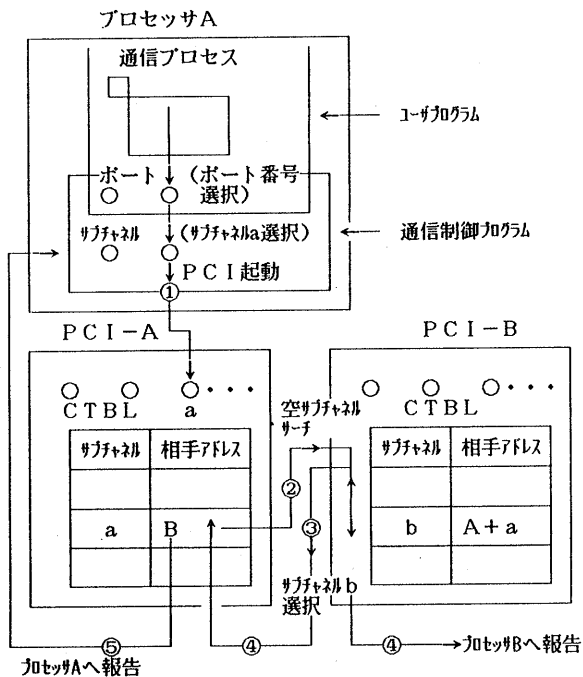 プロセッサA
通信プロセス
ユーザプログラム
ポート
(ポート番号
選択)
サブチャネル
(サブチャネルa選択)
通信制御プログラム
PCI起動
①
PCI-A
PCI-B
CTBL
a
・・・
空サブチャネル
サーチ
CTBL
・・・
サブチャネル
相手アドレス
②
③
a
B
サブチャネル
相手アドレス
b
A+a
サブチャネルb
選択
⑤
④
④
プロセッサBへ報告
プロセッサAへ報告